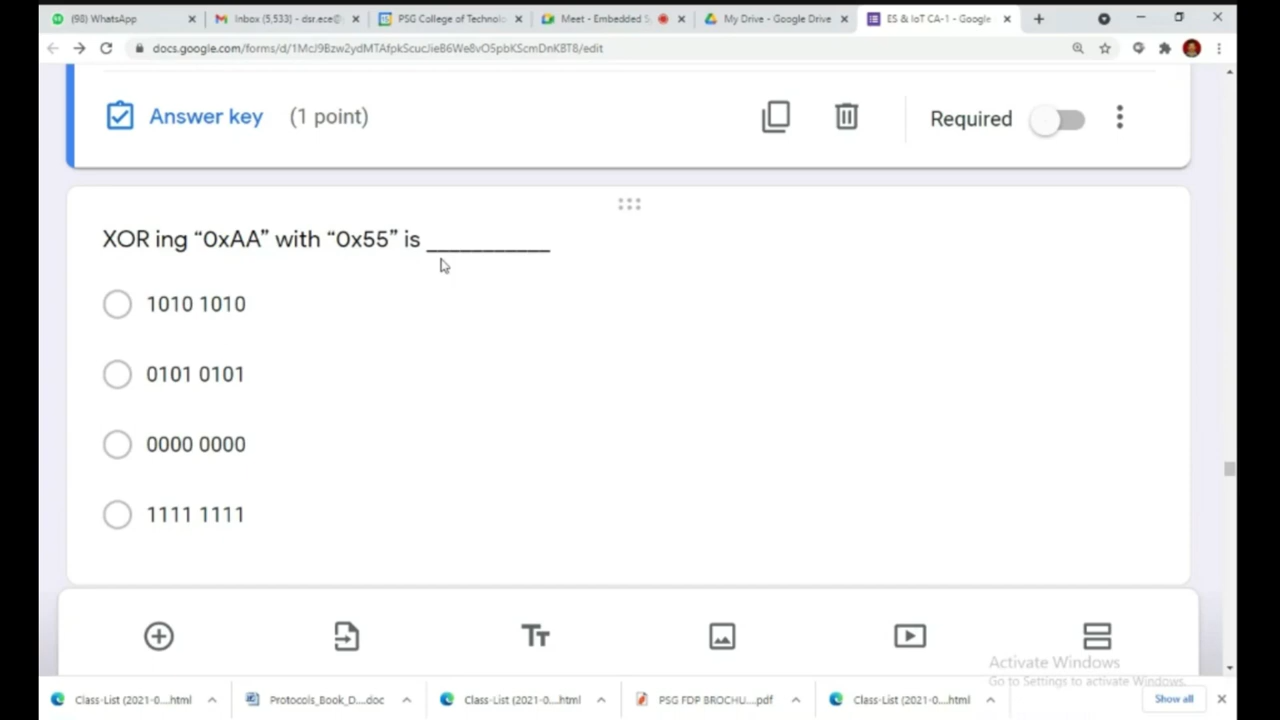 (98) WhatsApp
Inbox (5,533) - dsr.ece@
PSG College of Technolo
Meet - Embedded S
My Drive - Google Drive
ES & IoT CA-1 - Google
docs.google.com/forms/d/1McJ9Bzw2ydMTAfpkScucJieB6We8vO5pbKScmDnKBT8/edit
Answer key (1 point)
Required
XOR ing “0xAA” with “0x55” is ___________
1010 1010
0101 0101
0000 0000
1111 1111
Tт
Activate Windows
Go to Settings to activate Windows.
Class-List (2021-0....html
Protocols_Book_D....doc
Class-List (2021-0....html
PSG FDP BROCHU....pdf
Class-List (2021-0....html
Show all